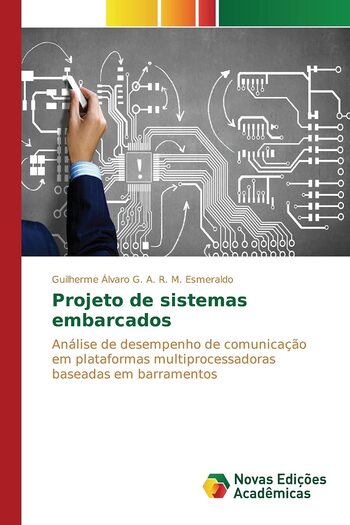 Guilherme Álvaro G. A. R. M. Esmeraldo
Projeto de sistemas
embarcados
Análise de desempenho de comunicação
em plataformas multiprocessadoras
baseadas em barramentos
Novas Edições
Acadêmicas